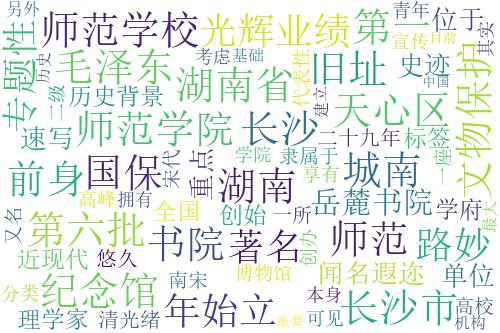 另外
师范学校
光辉业绩
第一
位于
青年
宣传
目前
其实
专题性
历史
毛泽东
湖南省
考虑
基础
代表性
旧址
史迹
文物保护
中国
二级
历史背景
建立
天心区
速写
师范学院
长沙
二十九年
标签
前身
国保
宋代
重点
学院
隶属于
享有
城南
一座
高峰
拥有
湖南
岳麓书院
学府
最大
又名
第六批
全国
创始
一所
书院
著名
创办
师范
路妙
近现代
悠久
博物馆
闻名遐迩
单位
分类
纪念馆
南宋
本身
长沙市
高校
理学家
清光绪
年始立
重要
可见
机构